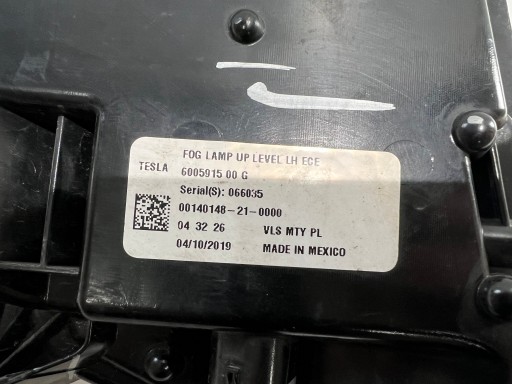 FOG LAMP UP LEVEL LH ECE
TESLA 6005915 00 G
Serial(S): 066035
00140148-21-0000
04 32 26 VLS MTY PL
04/10/2019 MADE IN MEXICO